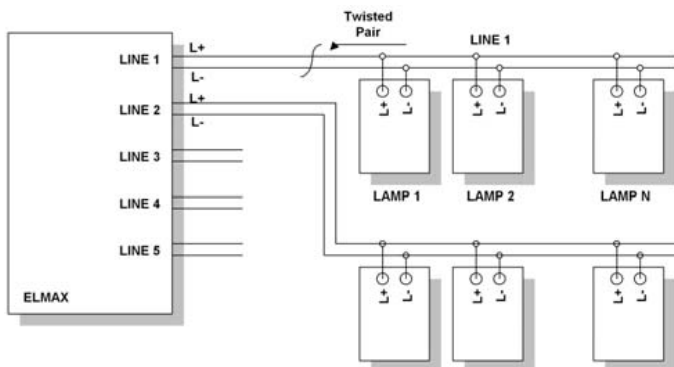 Twisted
Pair
LINE 1
L+
L-
LINE 1
L+
L-
LINE 2
LINE 3
LINE 4
LINE 5
ELMAX
L+ L-
L+ L-
L+ L-
LAMP 1
LAMP 2
LAMP N
L+ L-
L+ L-
L+ L-